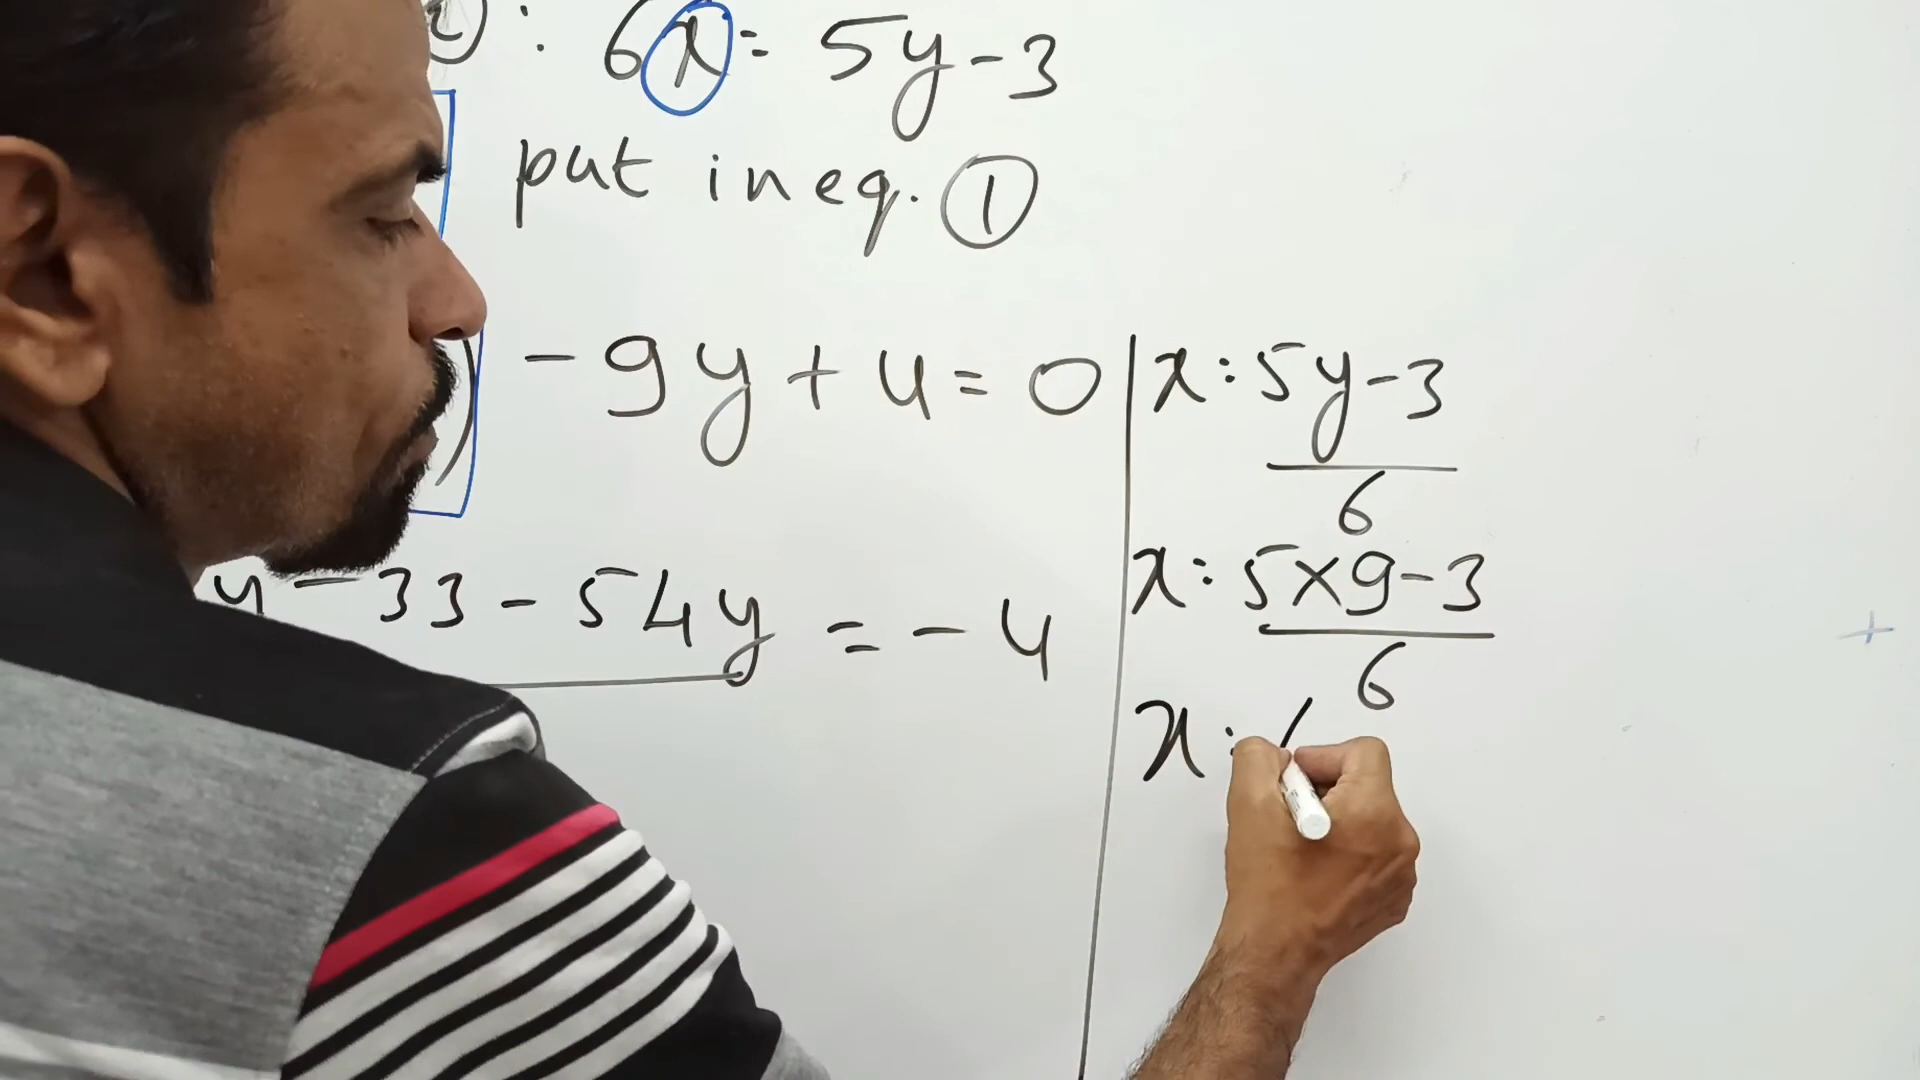 ② : 6x = 5y - 3
put in eq. ①
) - 9y + 4 = 0
y - 33 - 54y = - 4
x = 5y - 3
6
x = 5 × 9 - 3
6
x =